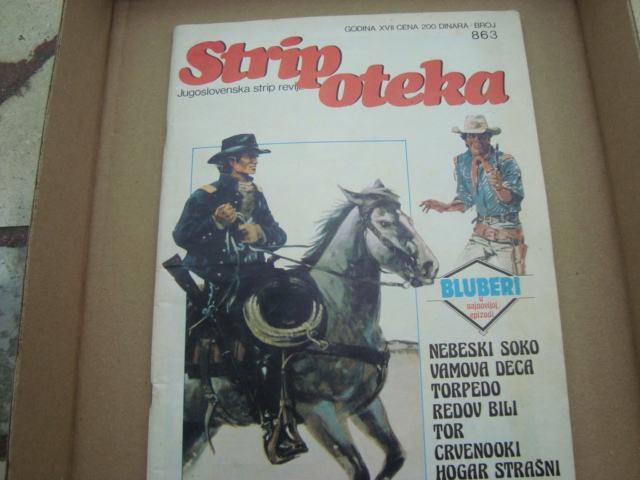 GODINA XVII CENA 200 DINARA · BROJ
863
Strip
oteka
Jugoslovenska strip revij
BLUBERI
u
najnovijoj
epizodi
NEBESKI SOKO
VAMOVA DECA
TORPEDO
REDOV BILI
TOR
CRVENOOKI
HOGAR STRAŠNI